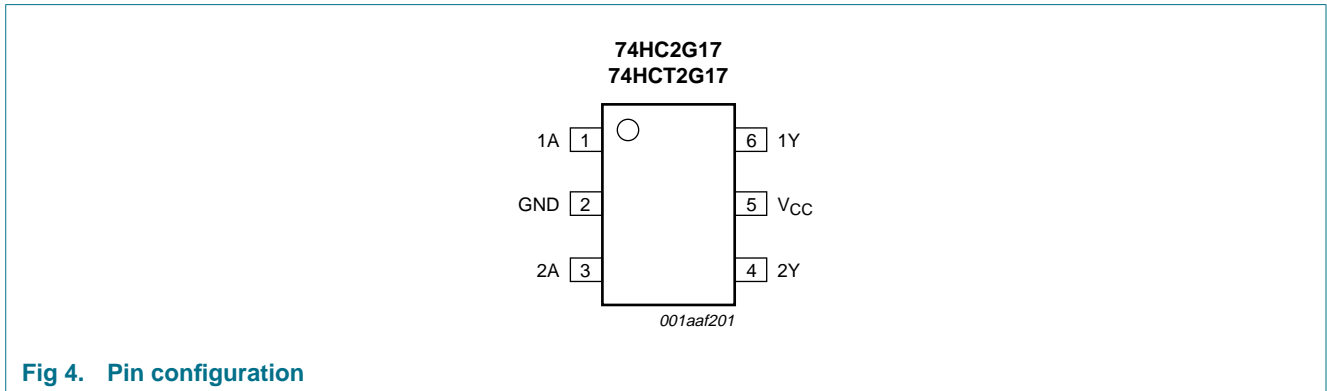 74HC2G17
74HCT2G17
1A 1 6 1Y
GND 2 5 VCC
2A 3 4 2Y
001aaf201
Fig 4. Pin configuration